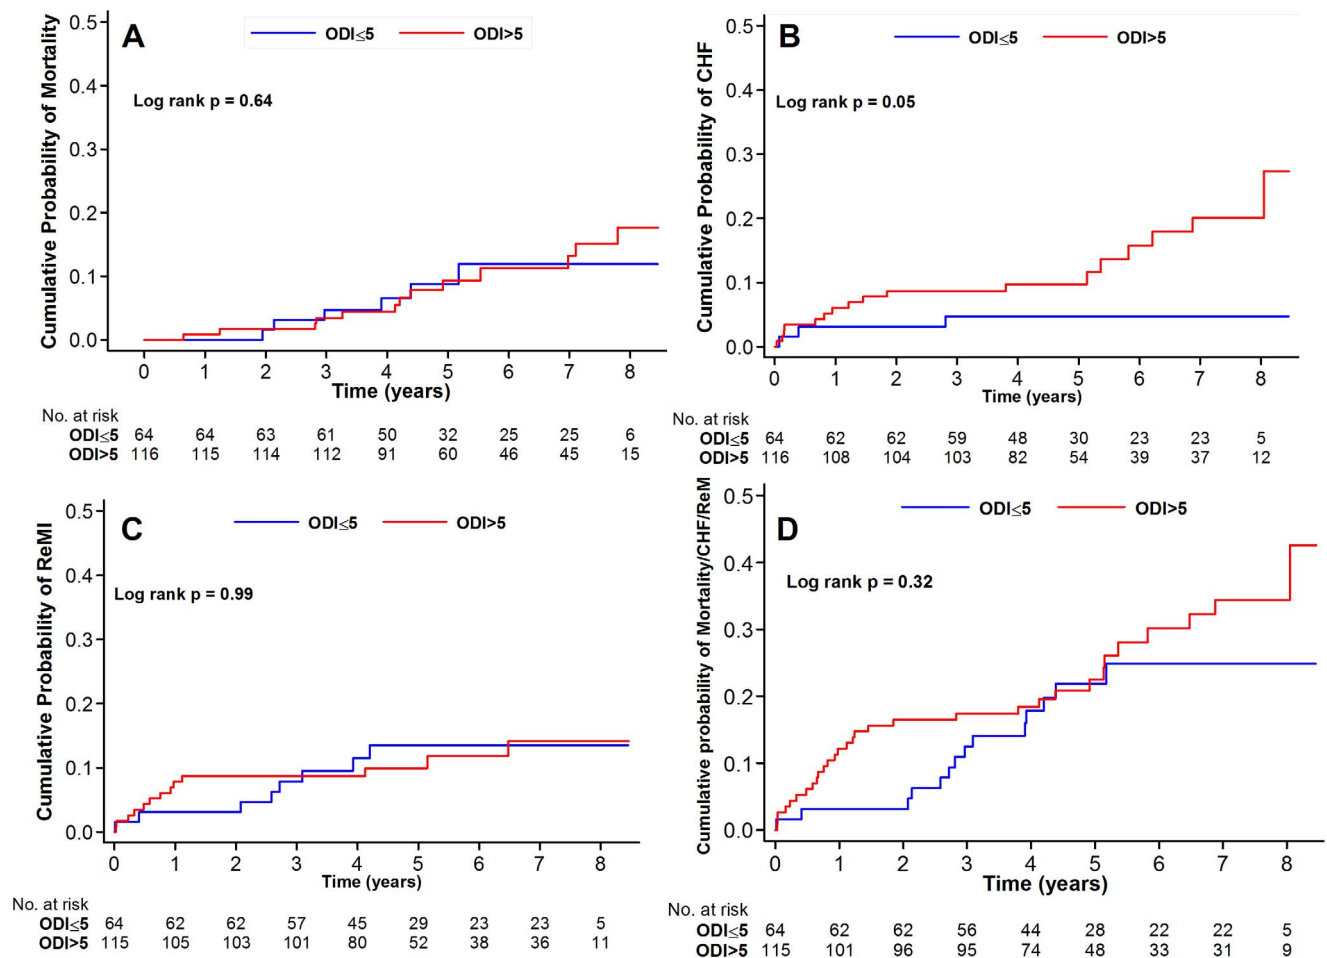 A
ODI≤5
ODI>5
Log rank p = 0.64
Cumulative Probability of Mortality
0.5
0.4
0.3
0.2
0.1
0.0
0 1 2 3 4 5 6 7 8
Time (years)
No. at risk
ODI≤5 64 64 63 61 50 32 25 25 6
ODI>5 116 115 114 112 91 60 46 45 15
B
ODI≤5
ODI>5
Log rank p = 0.05
Cumulative Probability of CHF
0.5
0.4
0.3
0.2
0.1
0.0
0 1 2 3 4 5 6 7 8
Time (years)
No. at risk
ODI≤5 64 62 62 59 48 30 23 23 5
ODI>5 116 108 104 103 82 54 39 37 12
C
ODI≤5
ODI>5
Log rank p = 0.99
Cumulative Probability of ReMI
0.5
0.4
0.3
0.2
0.1
0.0
0 1 2 3 4 5 6 7 8
Time (years)
No. at risk
ODI≤5 64 62 62 57 45 29 23 23 5
ODI>5 115 105 103 101 80 52 38 36 11
D
ODI≤5
ODI>5
Log rank p = 0.32
Cumulative probability of Mortality/CHF/ReM
0.5
0.4
0.3
0.2
0.1
0.0
0 1 2 3 4 5 6 7 8
Time (years)
No. at risk
ODI≤5 64 62 62 56 44 28 22 22 5
ODI>5 115 101 96 95 74 48 33 31 9